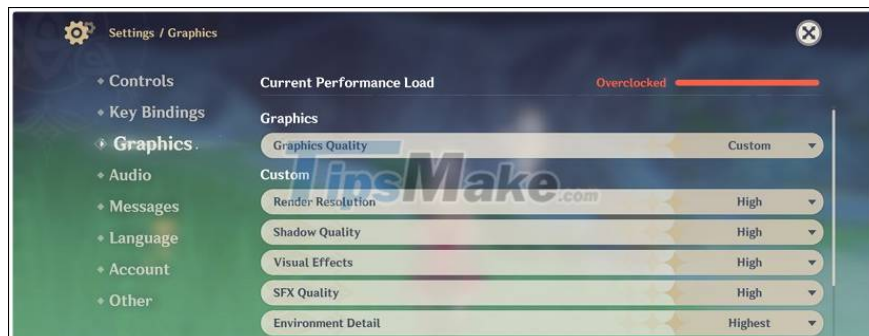 Settings / Graphics
Controls
Key Bindings
Graphics
Audio
Messages
Language
Account
Other
Current Performance Load Overclocked
Graphics
Graphics Quality Custom
Custom
Render Resolution High
Shadow Quality High
Visual Effects High
SFX Quality High
Environment Detail Highest
TipsMake.com